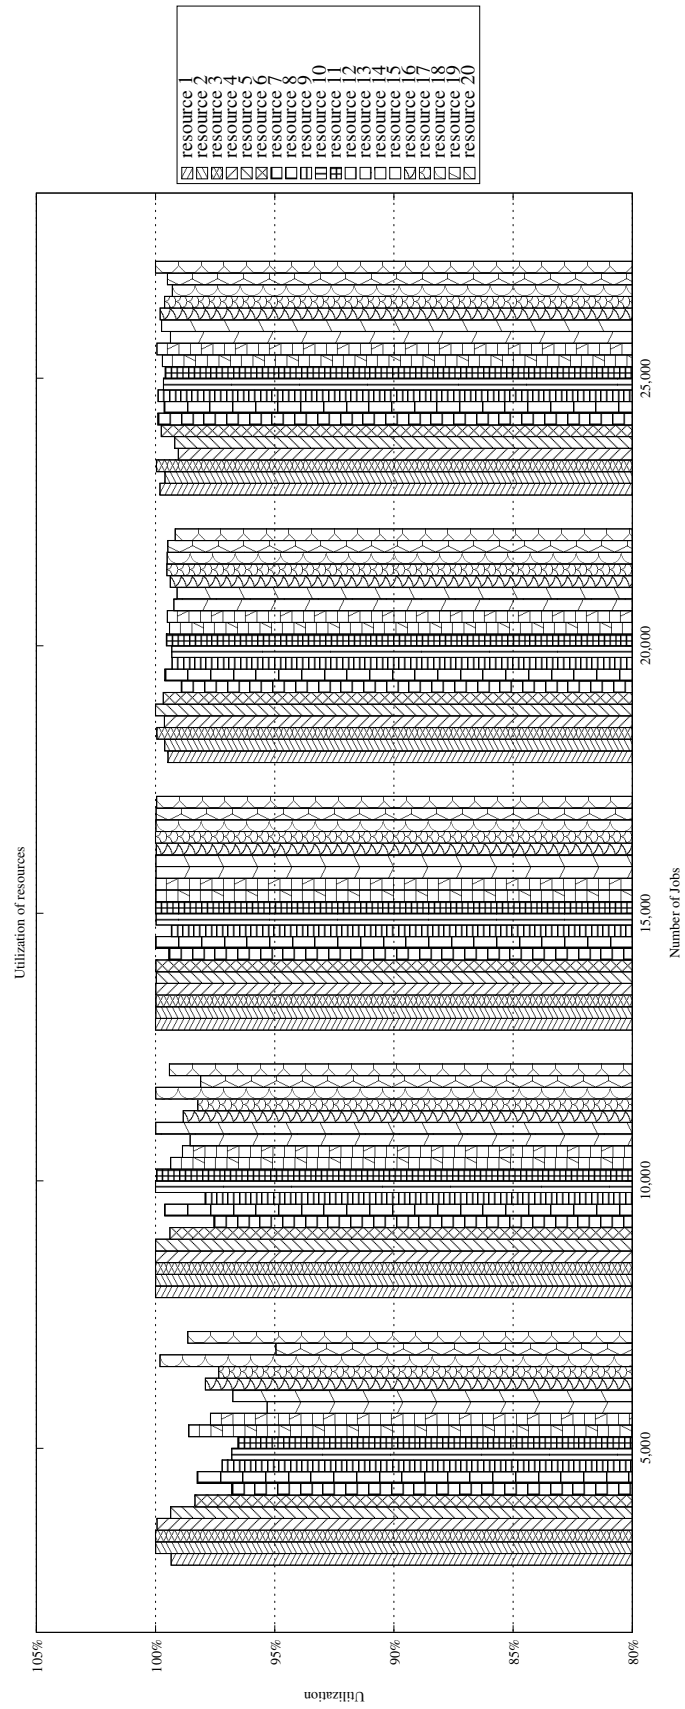 Utilization of resources
105%
100%
95%
90%
85%
80%
Utilization
5,000
10,000
15,000
20,000
25,000
Number of Jobs
resource 1
resource 2
resource 3
resource 4
resource 5
resource 6
resource 7
resource 8
resource 9
resource 10
resource 11
resource 12
resource 13
resource 14
resource 15
resource 16
resource 17
resource 18
resource 19
resource 20